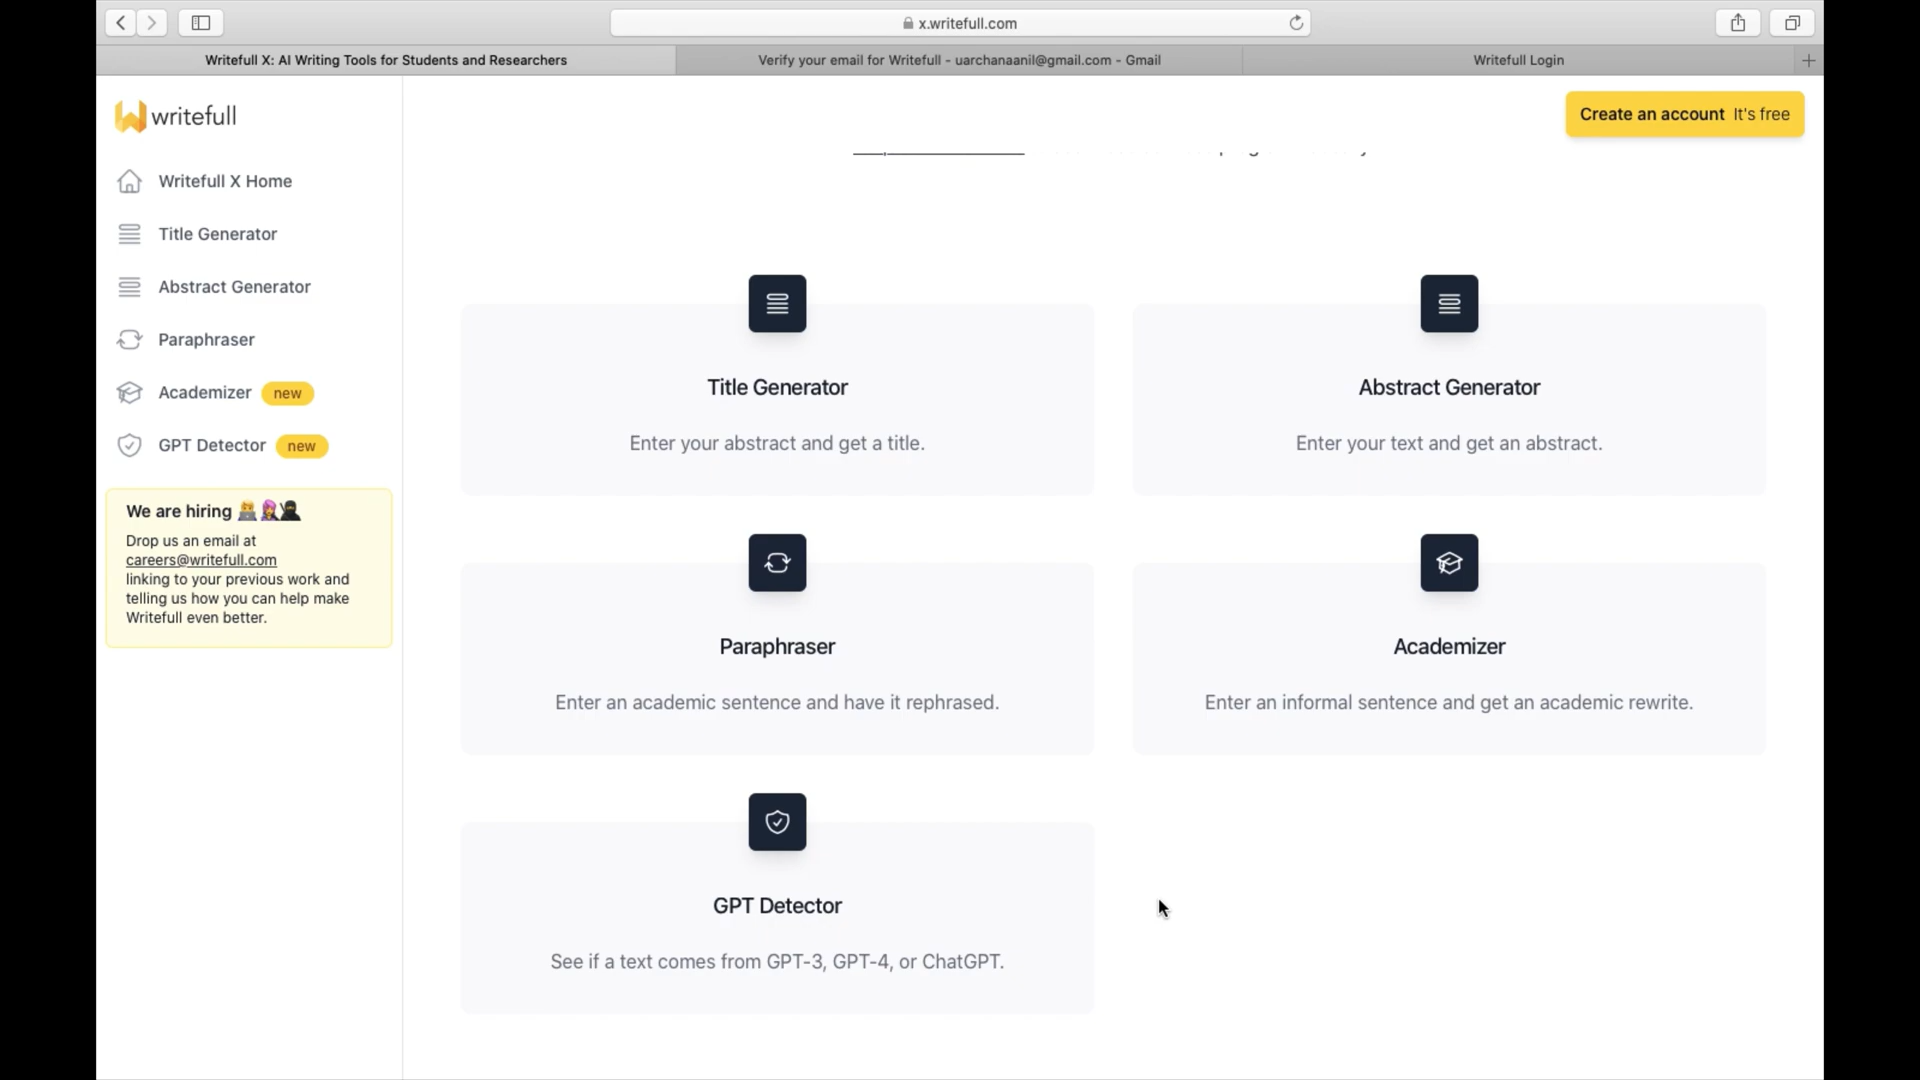 x.writefull.com
Writefull X: AI Writing Tools for Students and Researchers
Verify your email for Writefull - uarchanaanil@gmail.com - Gmail
Writefull Login
writefull
Create an account It's free
Writefull X Home
Title Generator
Abstract Generator
Paraphraser
Academizer new
GPT Detector new
We are hiring
Drop us an email at
careers@writefull.com
linking to your previous work and
telling us how you can help make
Writefull even better.
Title Generator
Enter your abstract and get a title.
Abstract Generator
Enter your text and get an abstract.
Paraphraser
Enter an academic sentence and have it rephrased.
Academizer
Enter an informal sentence and get an academic rewrite.
GPT Detector
See if a text comes from GPT-3, GPT-4, or ChatGPT.